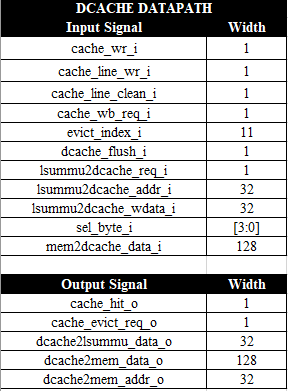 DCACHE DATAPATH
Input Signal Width
cache_wr_i 1
cache_line_wr_i 1
cache_line_clean_i 1
cache_wb_req_i 1
evict_index_i 11
dcache_flush_i 1
lsummu2dcache_req_i 1
lsummu2dcache_addr_i 32
lsummu2dcache_wdata_i 32
sel_byte_i [3:0]
mem2dcache_data_i 128
Output Signal Width
cache_hit_o 1
cache_evict_req_o 1
dcache2lsummu_data_o 32
dcache2mem_data_o 128
dcache2mem_addr_o 32